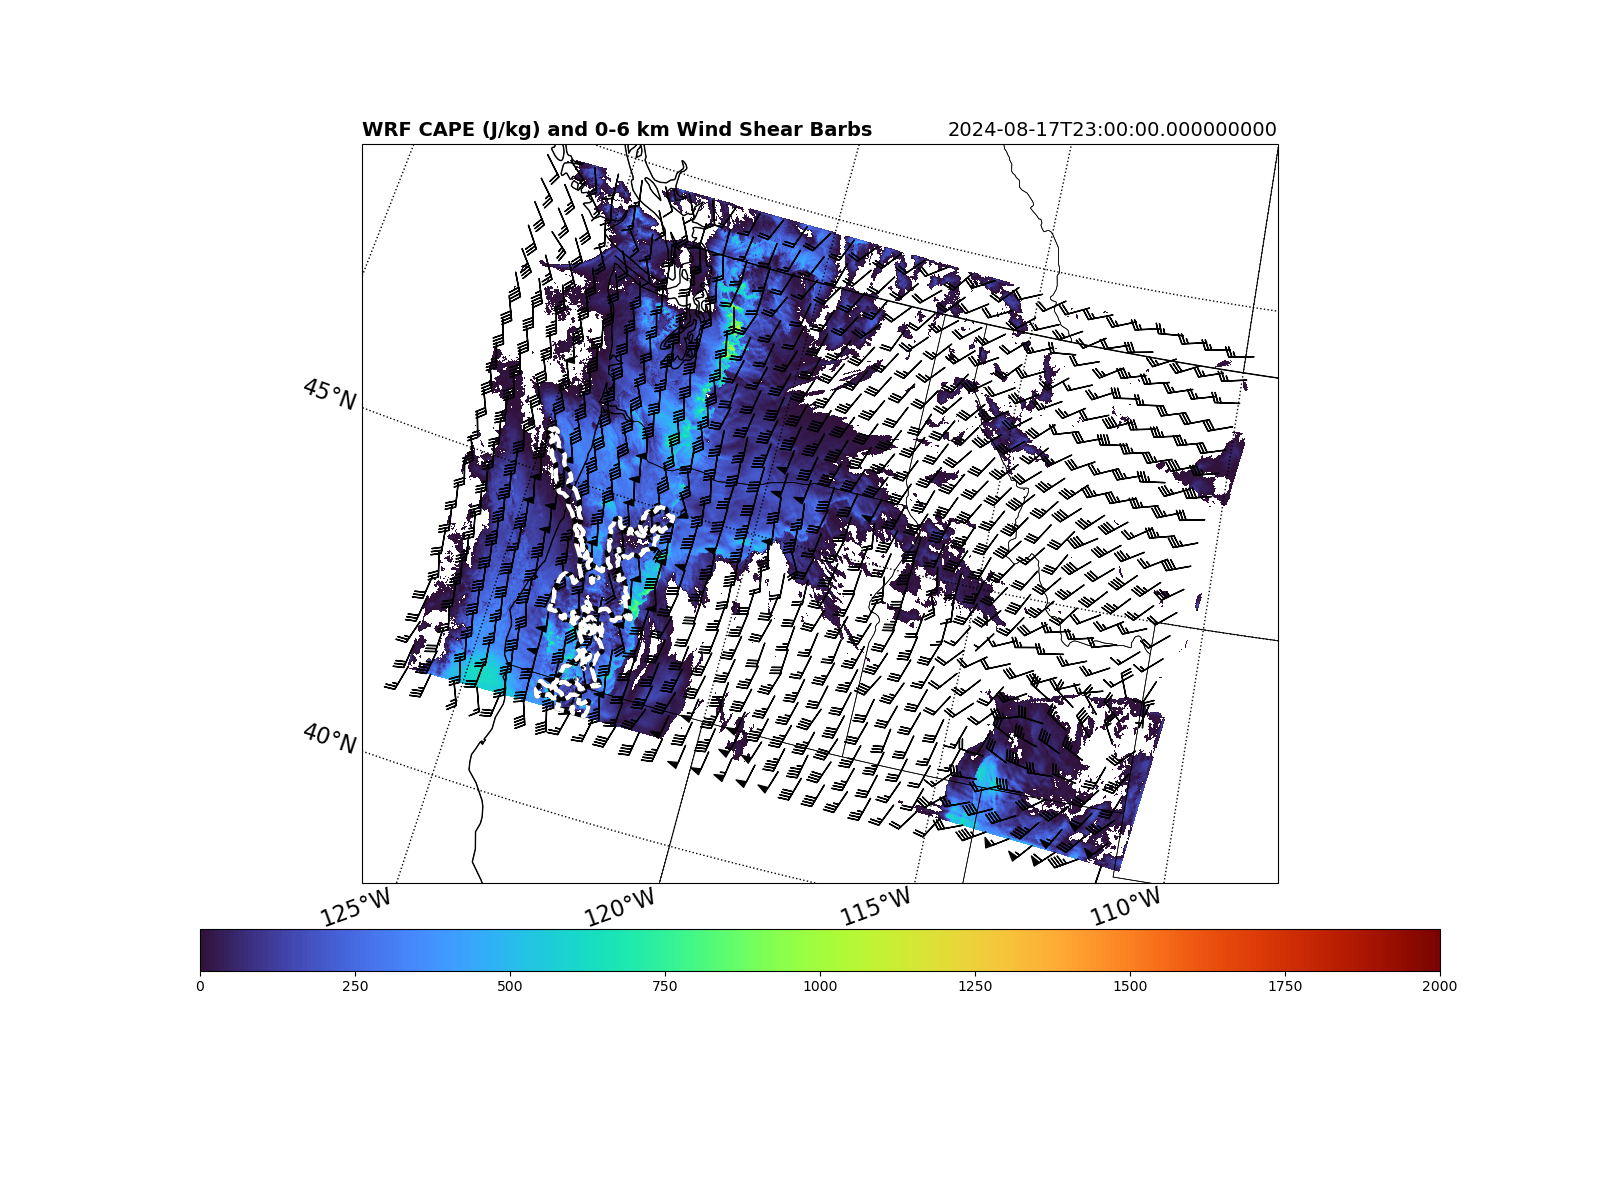 WRF CAPE (J/kg) and 0-6 km Wind Shear Barbs 2024-08-17T23:00:00.000000000
45°N
40°N
125°W 120°W 115°W 110°W
0 250 500 750 1000 1250 1500 1750 2000